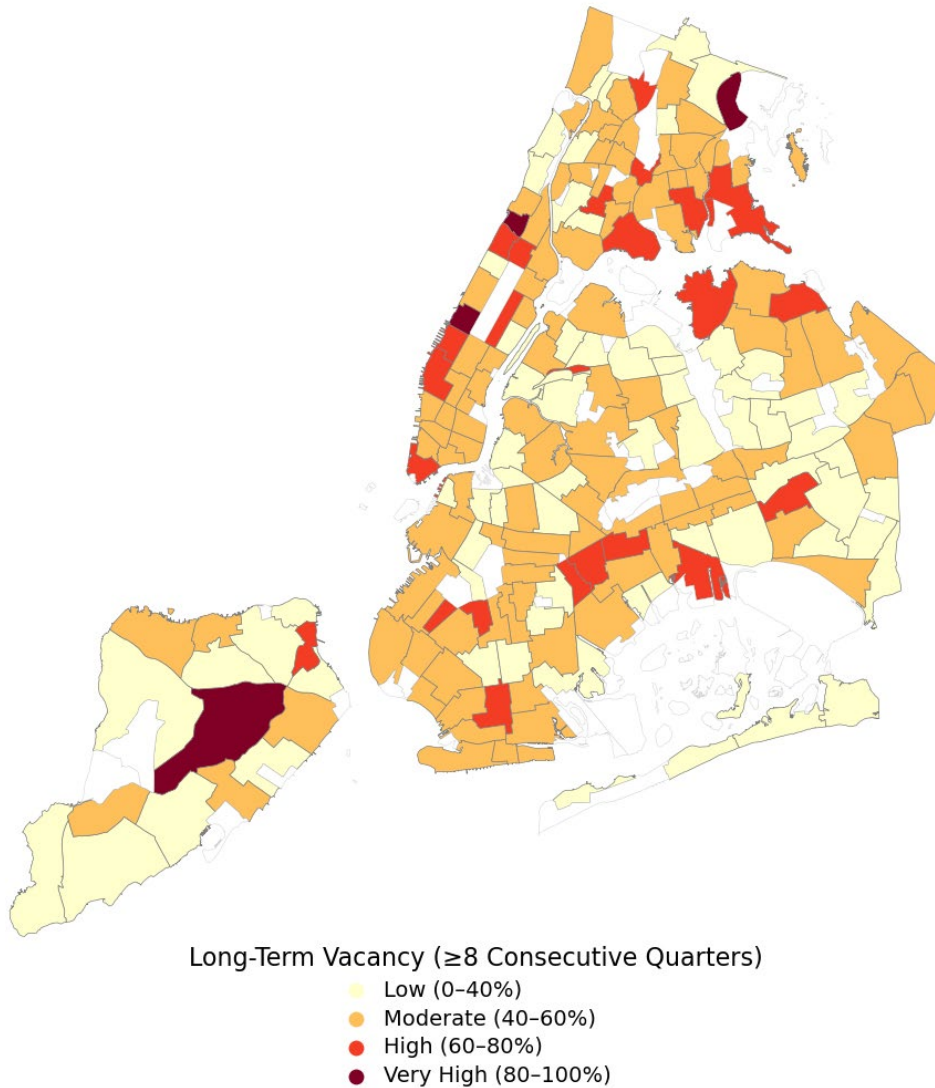 Long-Term Vacancy (≥8 Consecutive Quarters)
Low (0–40%)
Moderate (40–60%)
High (60–80%)
Very High (80–100%)